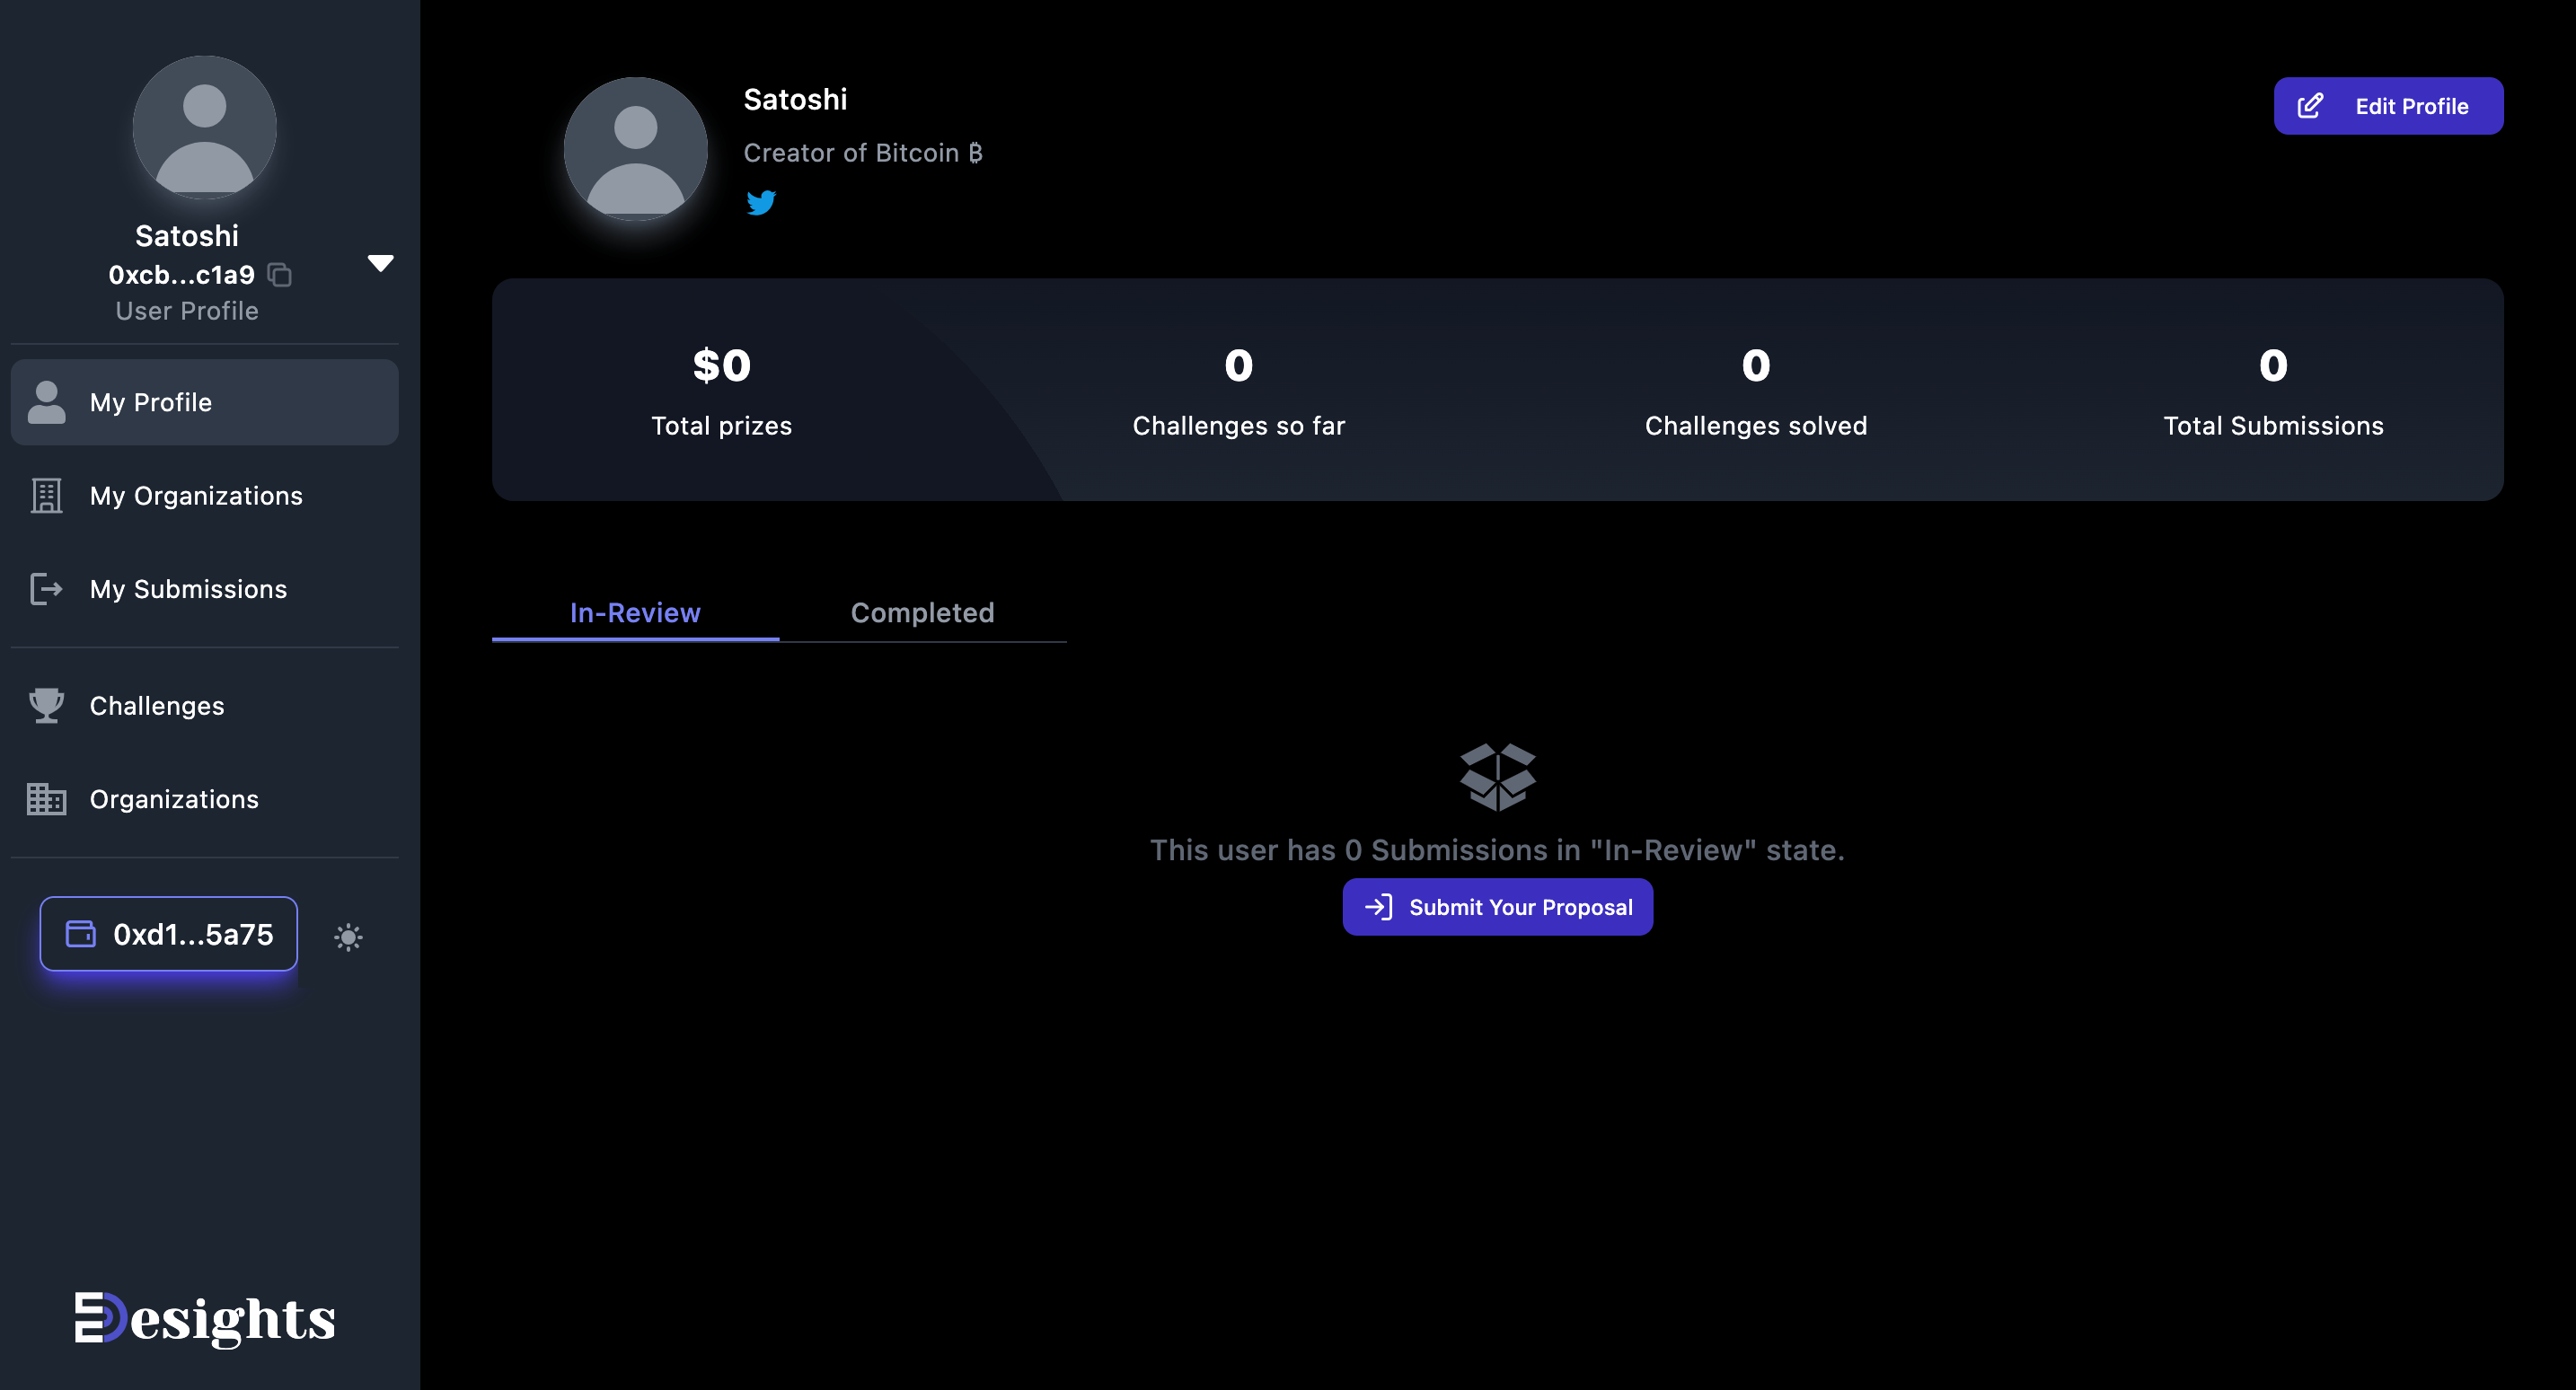 Satoshi
0xcb...c1a9
User Profile
My Profile
My Organizations
My Submissions
Challenges
Organizations
0xd1...5a75
Desights
Satoshi
Creator of Bitcoin ₿
Edit Profile
$0
Total prizes
0
Challenges so far
0
Challenges solved
0
Total Submissions
In-Review
Completed
This user has 0 Submissions in "In-Review" state.
Submit Your Proposal